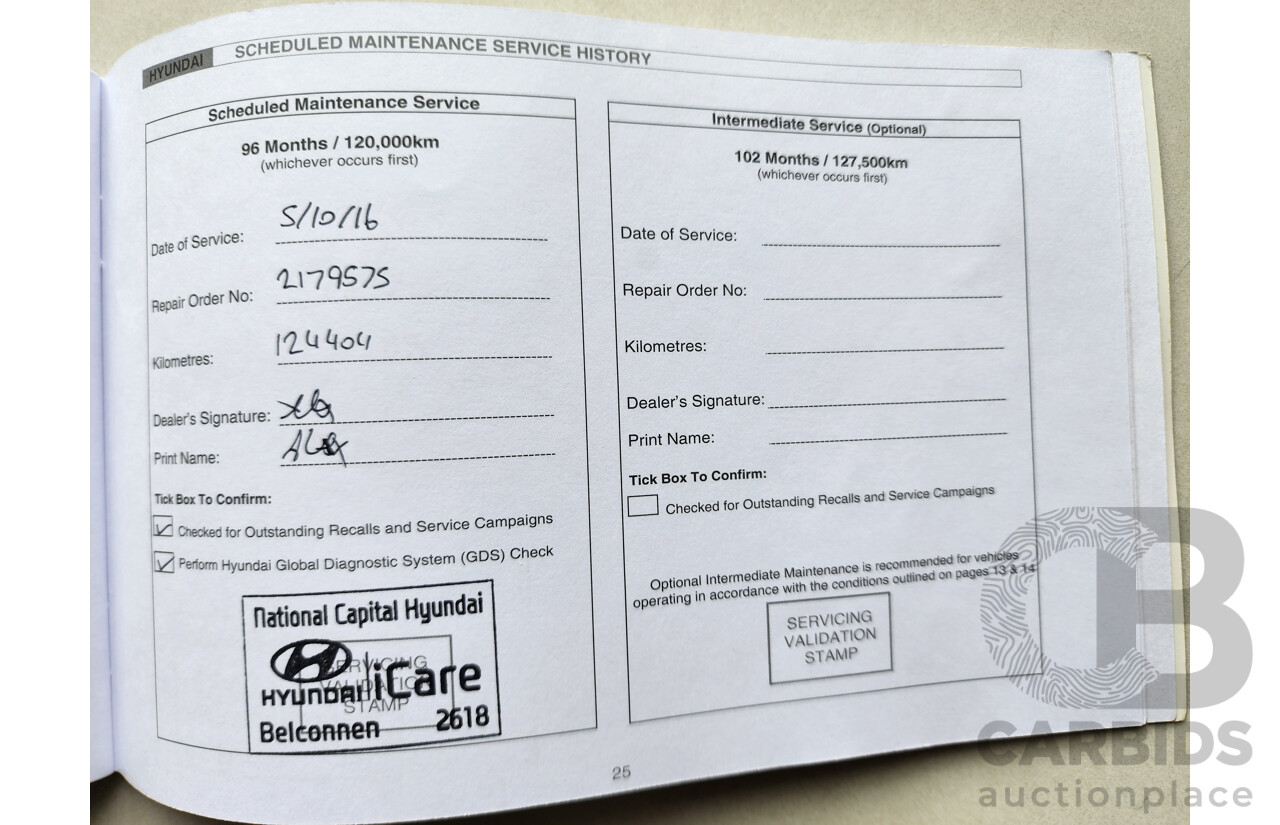 HYUNDAI SCHEDULED MAINTENANCE SERVICE HISTORY
Scheduled Maintenance Service
96 Months / 120,000km
(whichever occurs first)
Date of Service: 5/10/16
Repair Order No: 2179575
Kilometres: 124404
Dealer's Signature:
Print Name: Alex
Tick Box To Confirm:
Checked for Outstanding Recalls and Service Campaigns
Perform Hyundai Global Diagnostic System (GDS) Check
National Capital Hyundai
SERVICING
VALIDATION
STAMP
HYUNDAI iCare
Belconnen 2618
Intermediate Service (Optional)
102 Months / 127,500km
(whichever occurs first)
Date of Service:
Repair Order No:
Kilometres:
Dealer's Signature:
Print Name:
Tick Box To Confirm:
Checked for Outstanding Recalls and Service Campaigns
Optional Intermediate Maintenance is recommended for vehicles
operating in accordance with the conditions outlined on pages 13 & 14
SERVICING
VALIDATION
STAMP
25
CB
CARBIDS
auctionplace